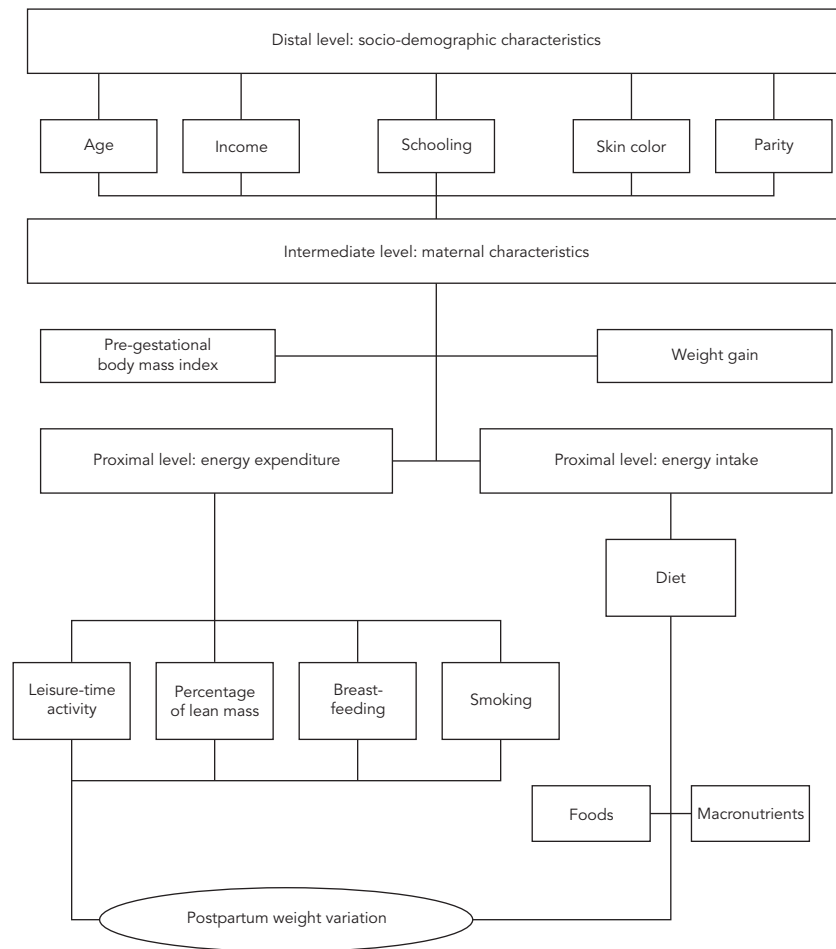 Distal level: socio-demographic characteristics
Age
Income
Schooling
Skin color
Parity
Intermediate level: maternal characteristics
Pre-gestational
body mass index
Weight gain
Proximal level: energy expenditure
Proximal level: energy intake
Diet
Leisure-time
activity
Percentage
of lean mass
Breast-
feeding
Smoking
Foods
Macronutrients
Postpartum weight variation